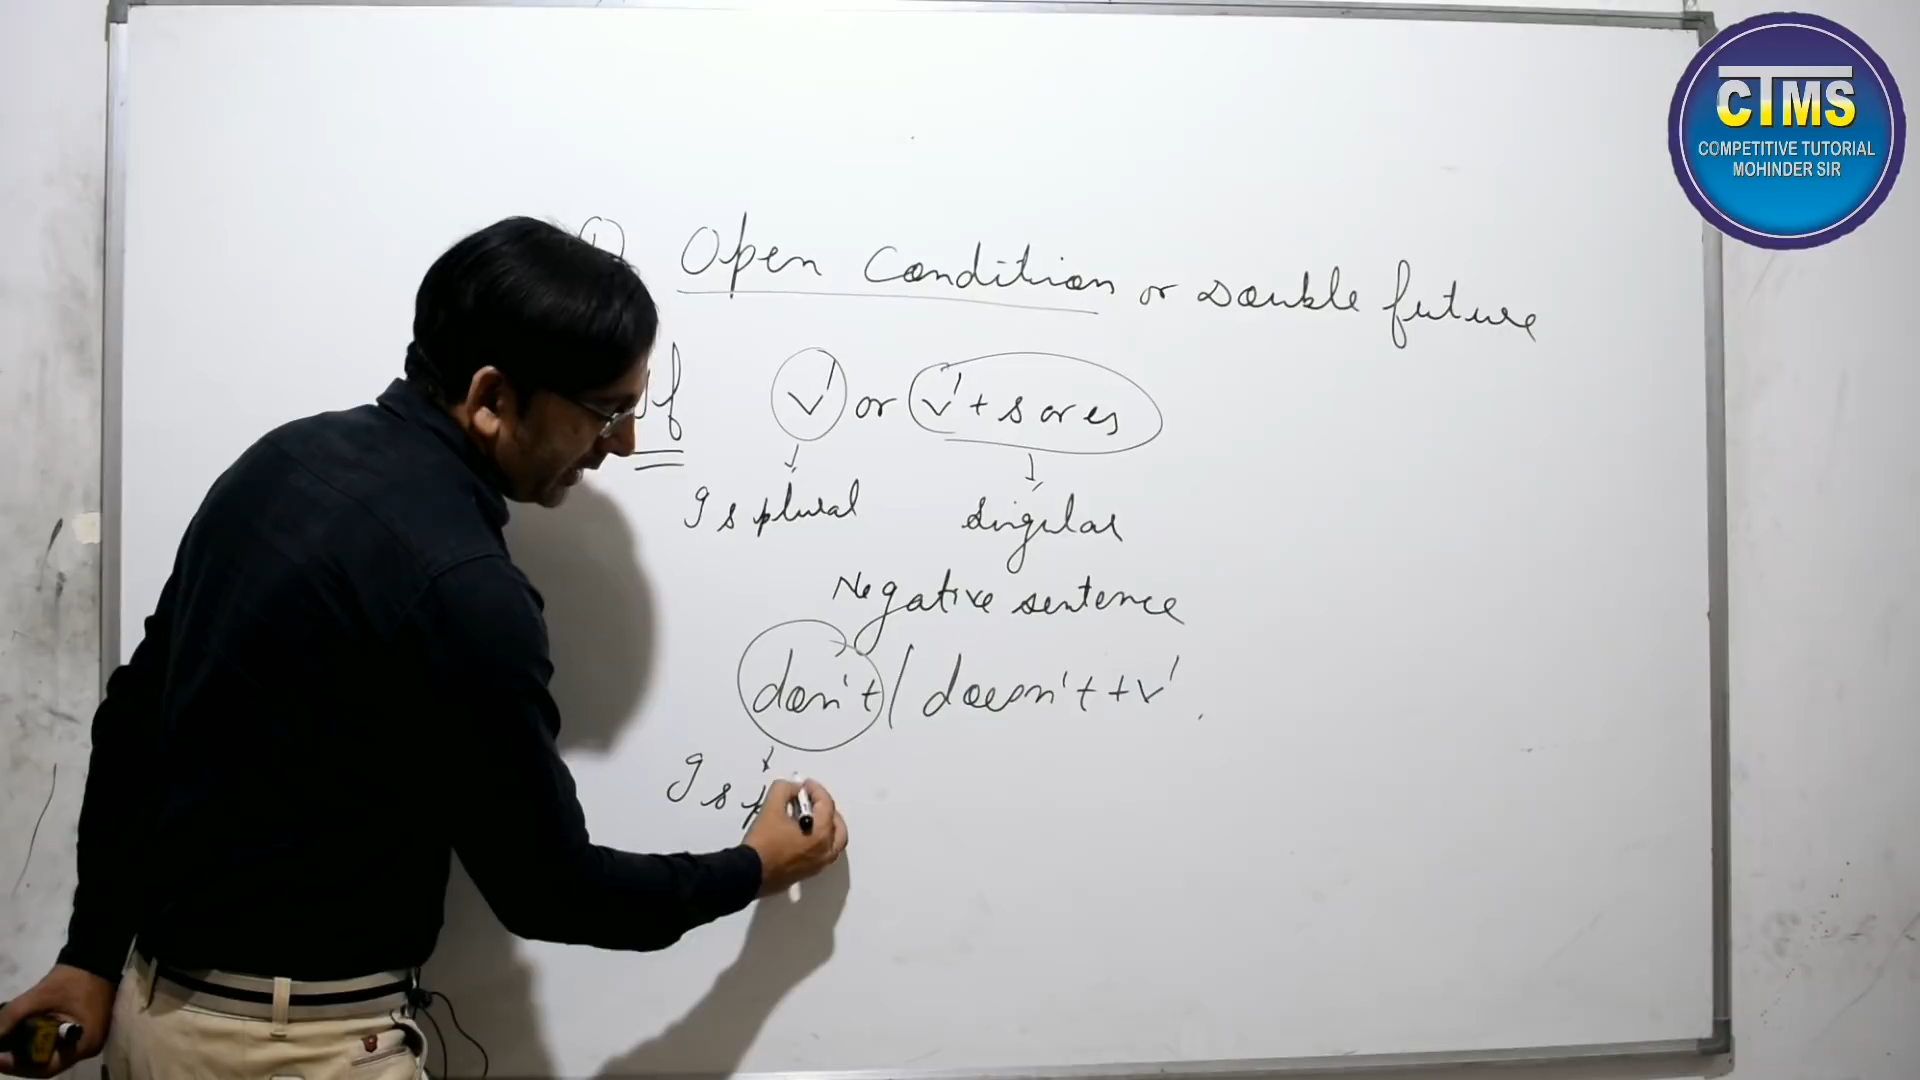 CTMS
COMPETITIVE TUTORIAL
MOHINDER SIR
① Open Condition or Double future
If V¹ or V¹ + s or es
I s plural singular
Negative sentence
don't / doesn't + V¹
I s p